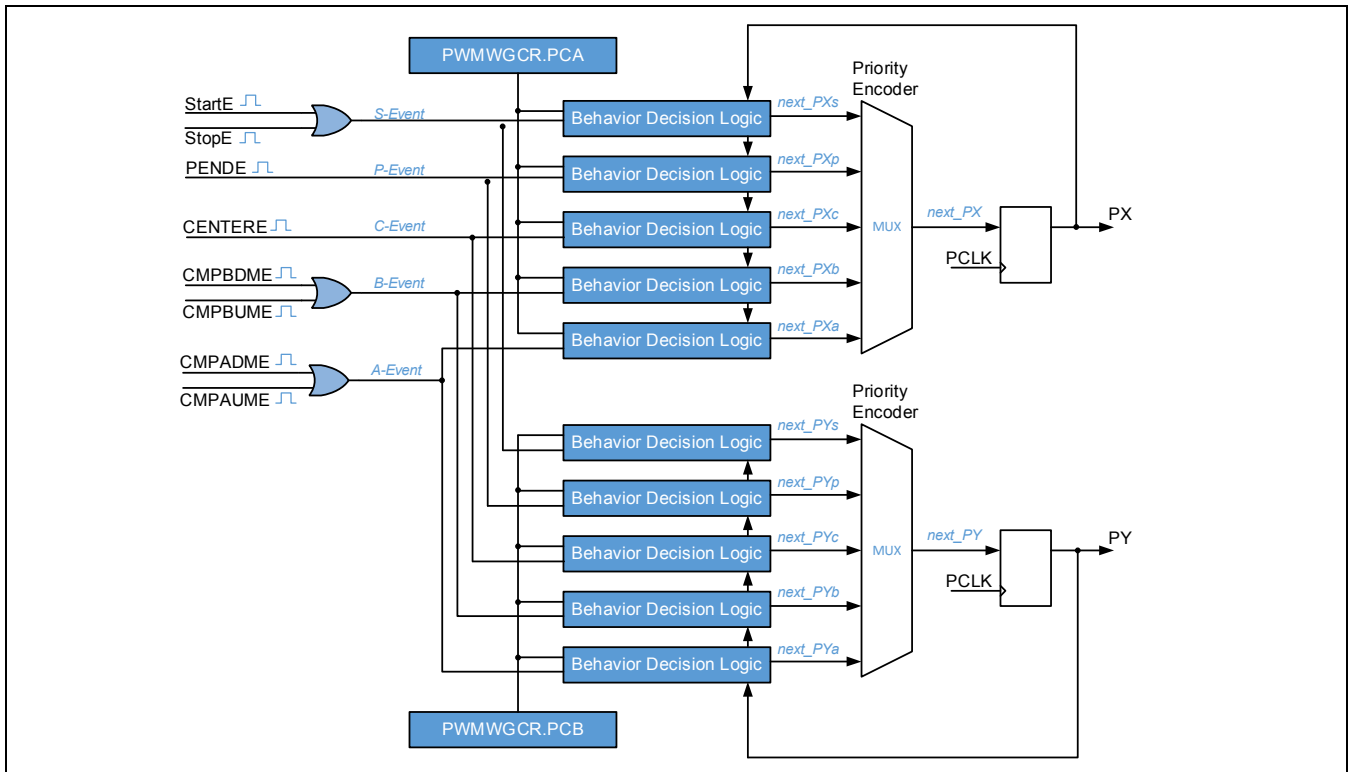 PWMWGCR.PCA
Priority
Encoder
StartE
S-Event
Behavior Decision Logic
next_PXs
StopE
PENDE
P-Event
Behavior Decision Logic
next_PXp
CENTERE
C-Event
Behavior Decision Logic
next_PXc
MUX
next_PX
PX
PCLK
CMPBDME
B-Event
Behavior Decision Logic
next_PXb
CMPBUME
Behavior Decision Logic
next_PXa
CMPADME
A-Event
CMPAUME
Priority
Encoder
Behavior Decision Logic
next_PYs
Behavior Decision Logic
next_PYp
Behavior Decision Logic
next_PYc
MUX
next_PY
PY
PCLK
Behavior Decision Logic
next_PYb
Behavior Decision Logic
next_PYa
PWMWGCR.PCB